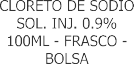 CLORETO DE SODIO
SOL. INJ. 0.9%
100ML - FRASCO -
BOLSA